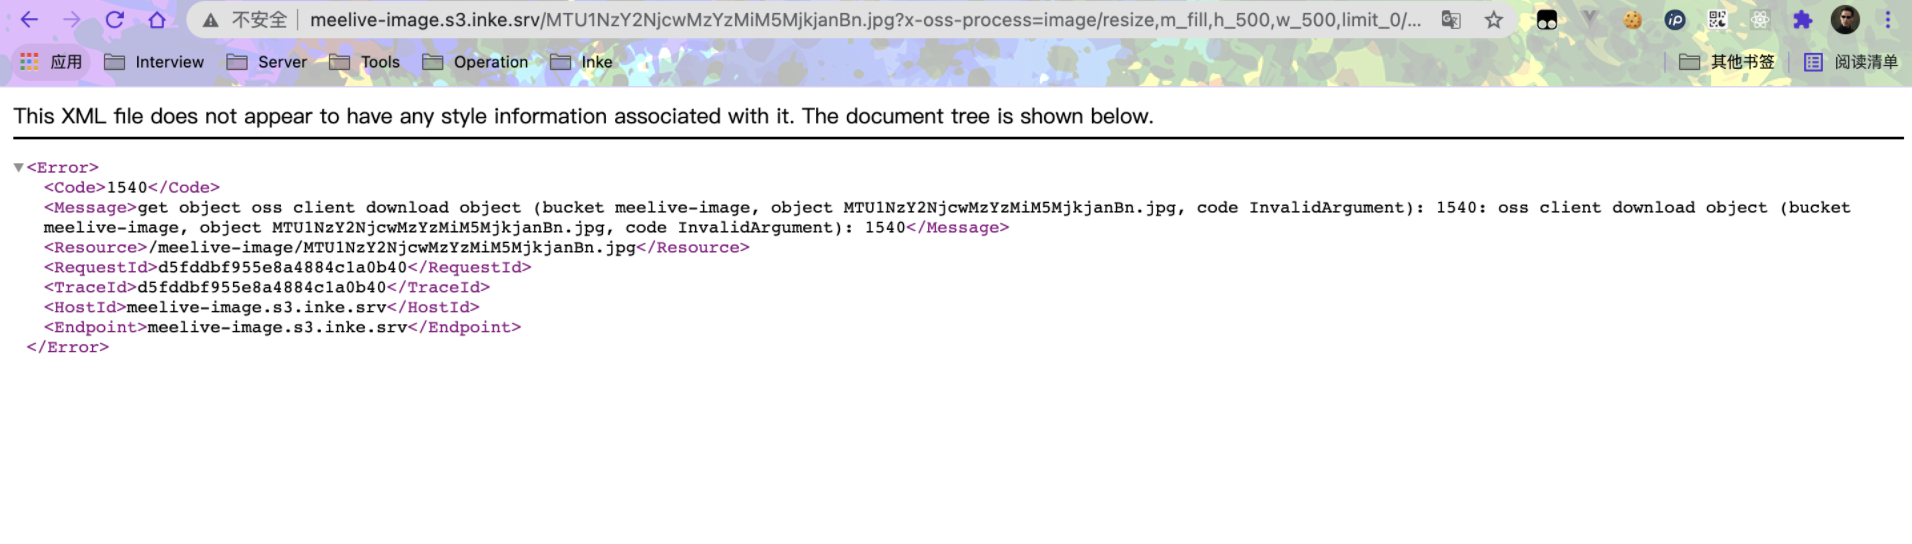 不安全 meelive-image.s3.inke.srv/MTU1NzY2NjcwMzYzMiM5MjkjanBn.jpg?x-oss-process=image/resize,m_fill,h_500,w_500,limit_0/...
应用 Interview Server Tools Operation Inke 其他书签 阅读清单
This XML file does not appear to have any style information associated with it. The document tree is shown below.
<Error>
<Code>1540</Code>
<Message>get object oss client download object (bucket meelive-image, object MTU1NzY2NjcwMzYzMiM5MjkjanBn.jpg, code InvalidArgument): 1540: oss client download object (bucket
meelive-image, object MTU1NzY2NjcwMzYzMiM5MjkjanBn.jpg, code InvalidArgument): 1540</Message>
<Resource>/meelive-image/MTU1NzY2NjcwMzYzMiM5MjkjanBn.jpg</Resource>
<RequestId>d5fddbf955e8a4884c1a0b40</RequestId>
<TraceId>d5fddbf955e8a4884c1a0b40</TraceId>
<HostId>meelive-image.s3.inke.srv</HostId>
<Endpoint>meelive-image.s3.inke.srv</Endpoint>
</Error>